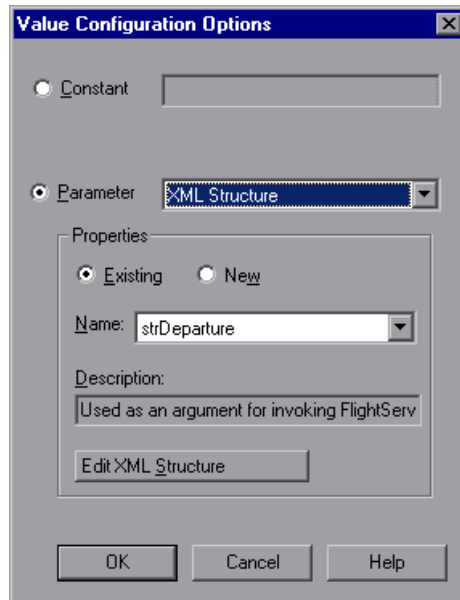 Value Configuration Options
Constant
Parameter XML Structure
Properties
Existing New
Name: strDeparture
Description:
Used as an argument for invoking FlightServ
Edit XML Structure
OK Cancel Help